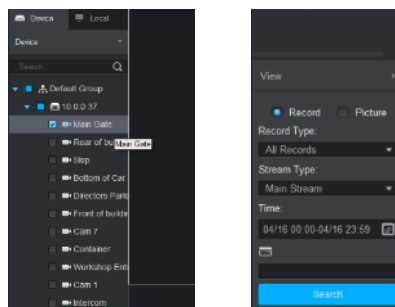 Device Local
Device
Search...
Default Group
10.0.0.37
Main Gate
Rear of bu
Main Gate
Skip
Bottom of Car
Directors Park
Front of buildin
Cam 7
Container
Workshop Ent
Cam 1
Intercom
View
Record Picture
Record Type:
All Records
Stream Type:
Main Stream
Time:
04/16 00:00-04/16 23:59
Search